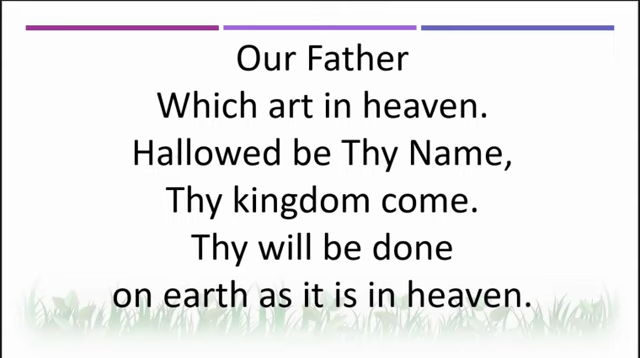 Our Father
Which art in heaven.
Hallowed be Thy Name,
Thy kingdom come.
Thy will be done
on earth as it is in heaven.